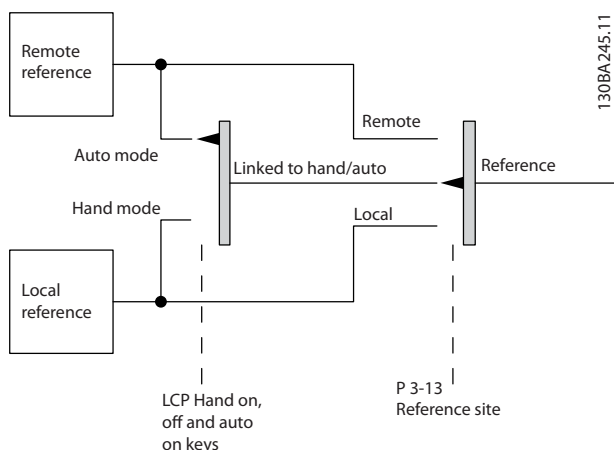 Remote
reference
130BA245.11
Remote
Auto mode
Linked to hand/auto
Reference
Hand mode
Local
Local
reference
LCP Hand on,
off and auto
on keys
P 3-13
Reference site